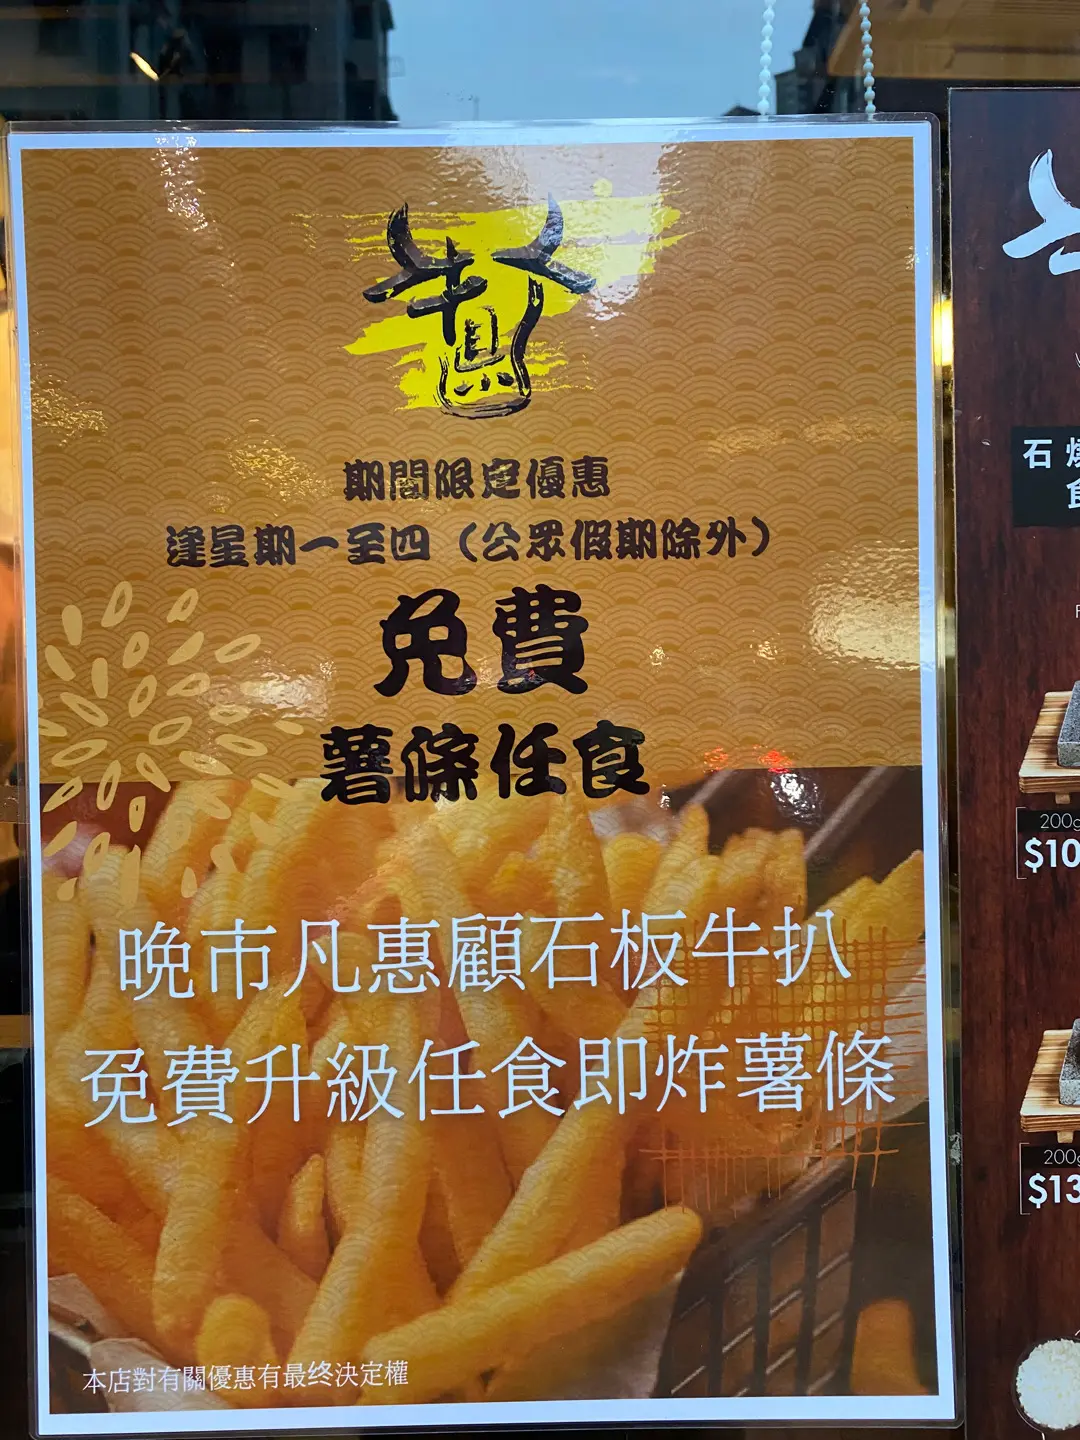 牛
期間限定優惠
逢星期一至四（公眾假期除外）
免費
薯條任食
晚市凡惠顧石板牛扒
免費升級任食即炸薯條
本店對有關優惠有最终決定權
石燒
食
200g
$10
200g
$13